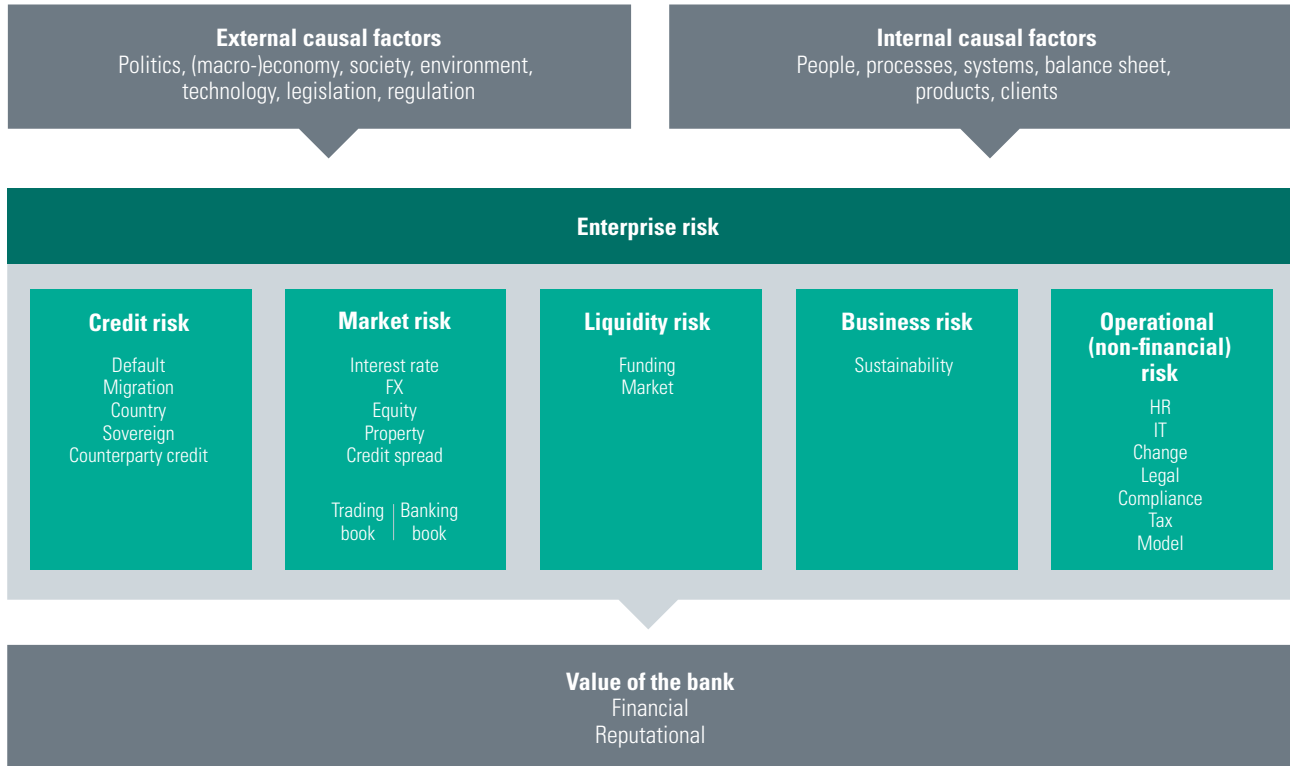 External causal factors
Politics, (macro-)economy, society, environment,
technology, legislation, regulation
Internal causal factors
People, processes, systems, balance sheet,
products, clients
Enterprise risk
Credit risk
Default
Migration
Country
Sovereign
Counterparty credit
Market risk
Interest rate
FX
Equity
Property
Credit spread
Trading
book
Banking
book
Liquidity risk
Funding
Market
Business risk
Sustainability
Operational
(non-financial)
risk
HR
IT
Change
Legal
Compliance
Tax
Model
Value of the bank
Financial
Reputational